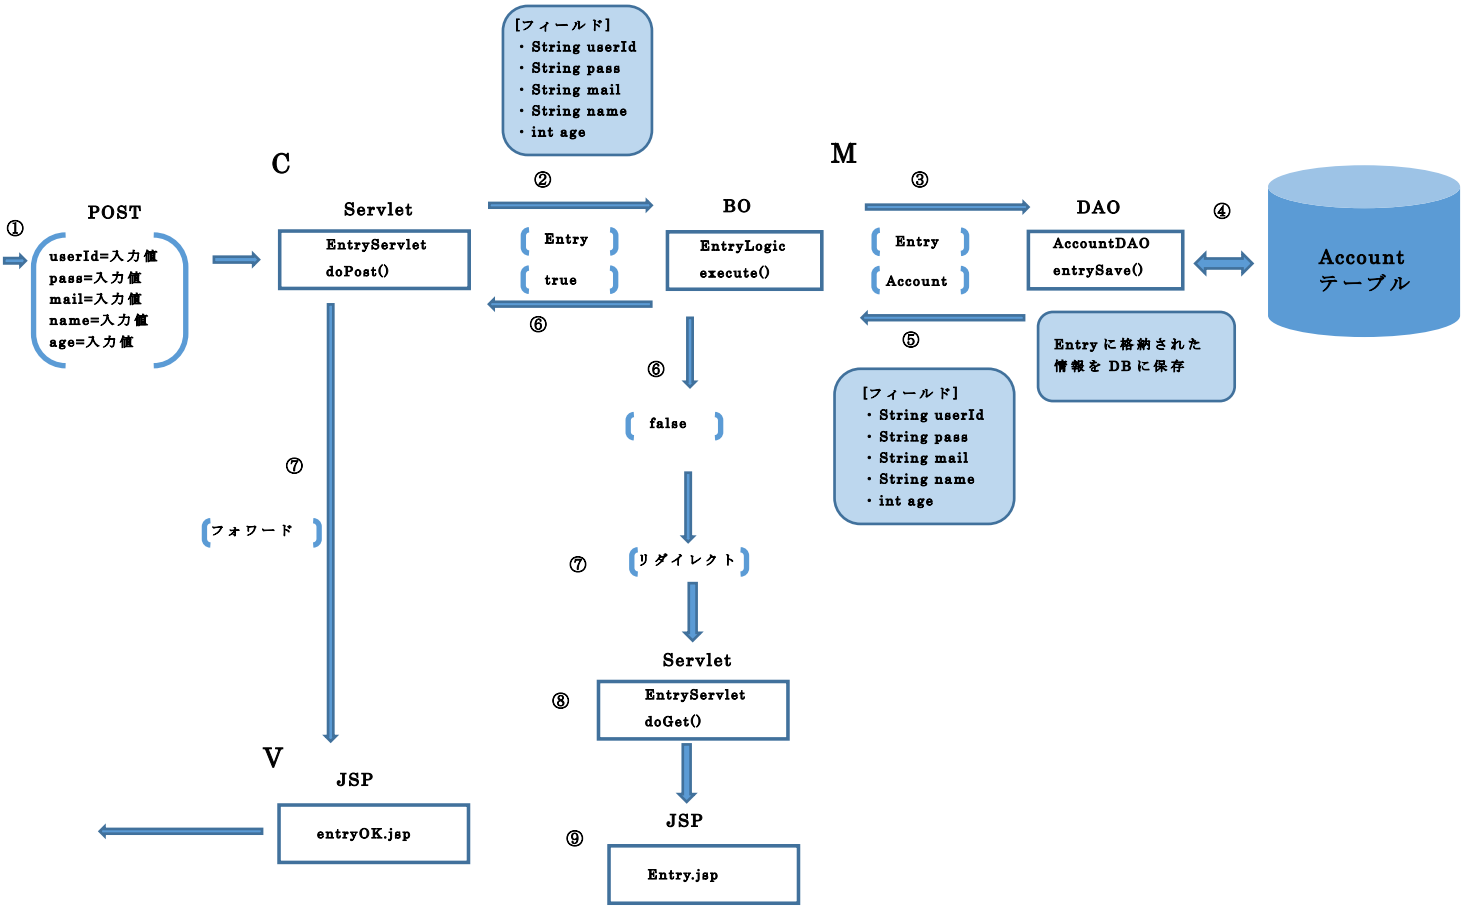 [フィールド]
・String userId
・String pass
・String mail
・String name
・int age
C
M
①
POST
userId=入力値
pass=入力値
mail=入力値
name=入力値
age=入力値
Servlet
EntryServlet
doPost()
②
Entry
true
⑥
BO
EntryLogic
execute()
③
Entry
Account
⑤
DAO
AccountDAO
entrySave()
④
Account
テーブル
Entryに格納された
情報をDBに保存
[フィールド]
・String userId
・String pass
・String mail
・String name
・int age
⑥
false
⑦
フォワード
⑦
リダイレクト
Servlet
⑧
EntryServlet
doGet()
V
JSP
entryOK.jsp
JSP
⑨
Entry.jsp